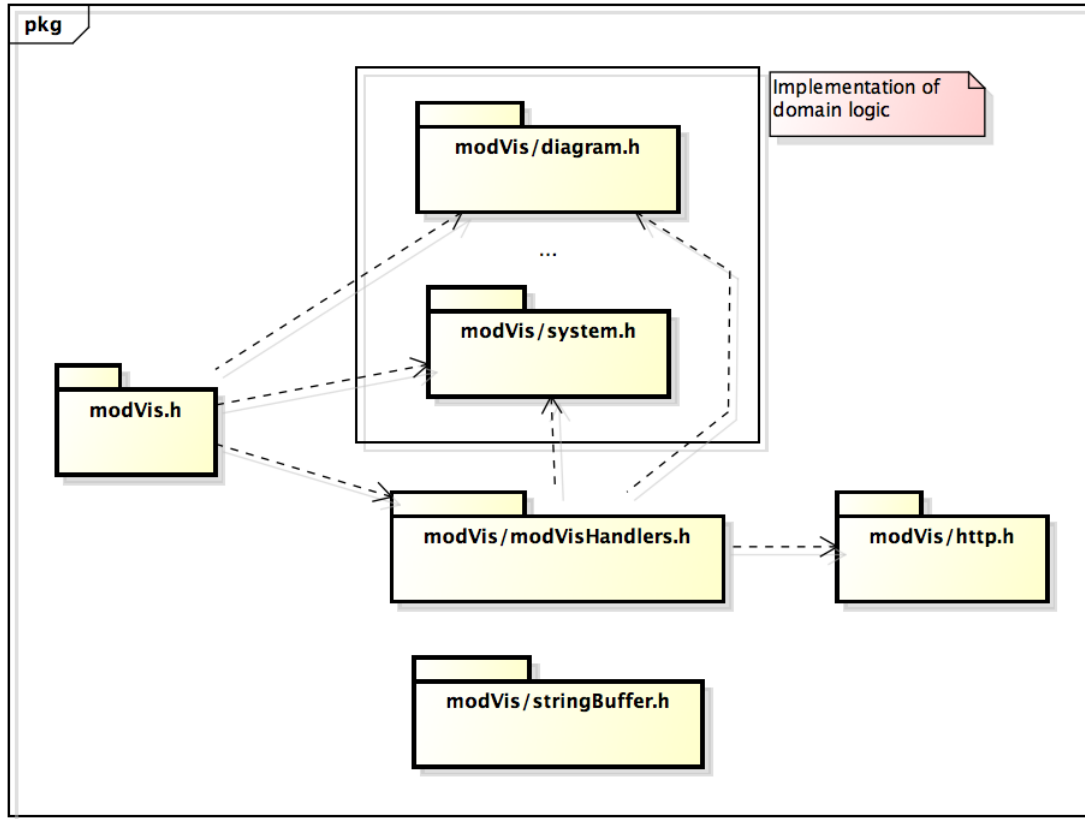 pkg
Implementation of
domain logic
modVis/diagram.h
...
modVis/system.h
modVis.h
modVis/modVisHandlers.h
modVis/http.h
modVis/stringBuffer.h